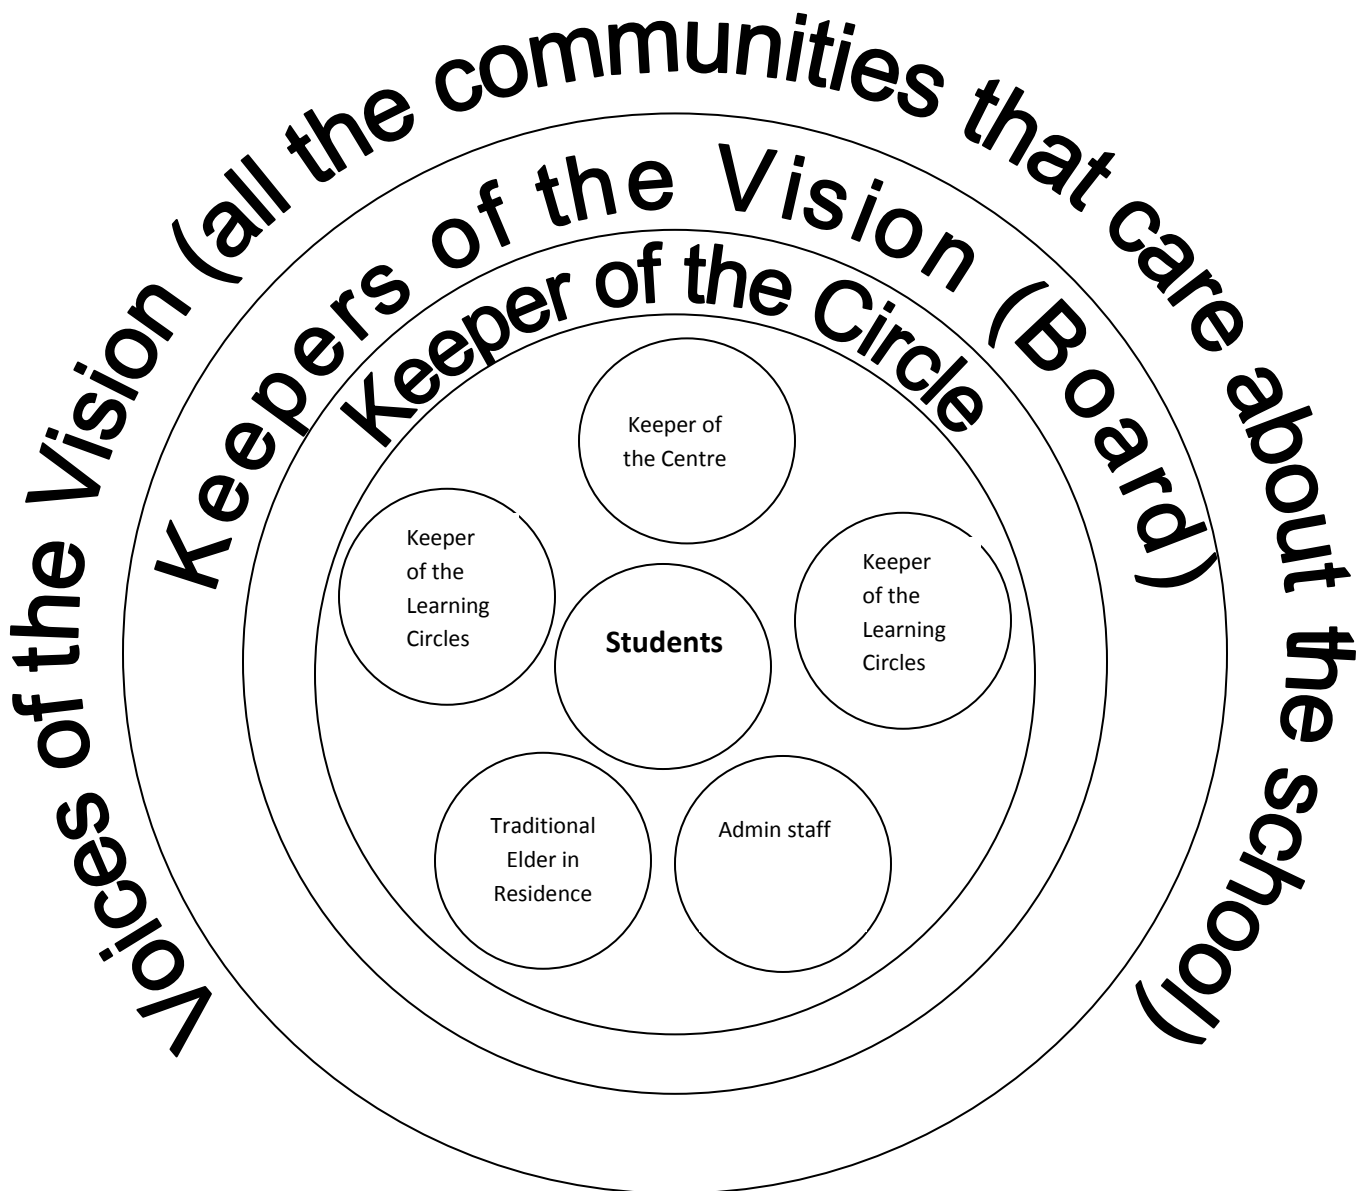 Voices of the Vision (all the communities that care about the school)
Keepers of the Vision (Board)
Keeper of the Circle
Keeper of
the Centre
Keeper
of the
Learning
Circles
Keeper
of the
Learning
Circles
Students
Traditional
Elder in
Residence
Admin staff